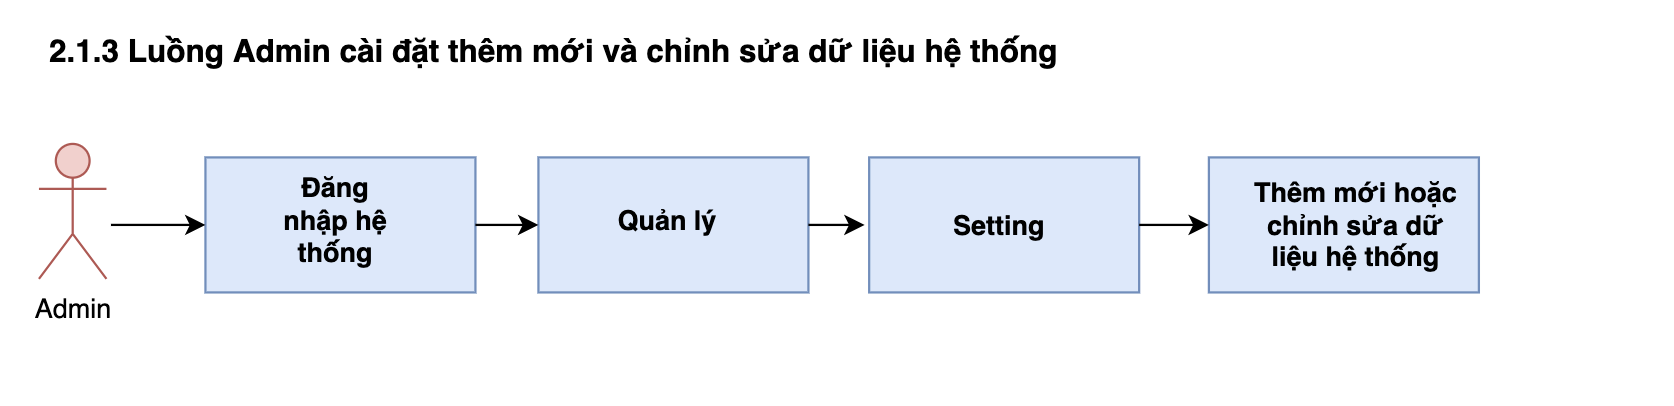 2.1.3 Luồng Admin cài đặt thêm mới và chỉnh sửa dữ liệu hệ thống
Admin
Đăng
nhập hệ
thống
Quản lý
Setting
Thêm mới hoặc
chỉnh sửa dữ
liệu hệ thống